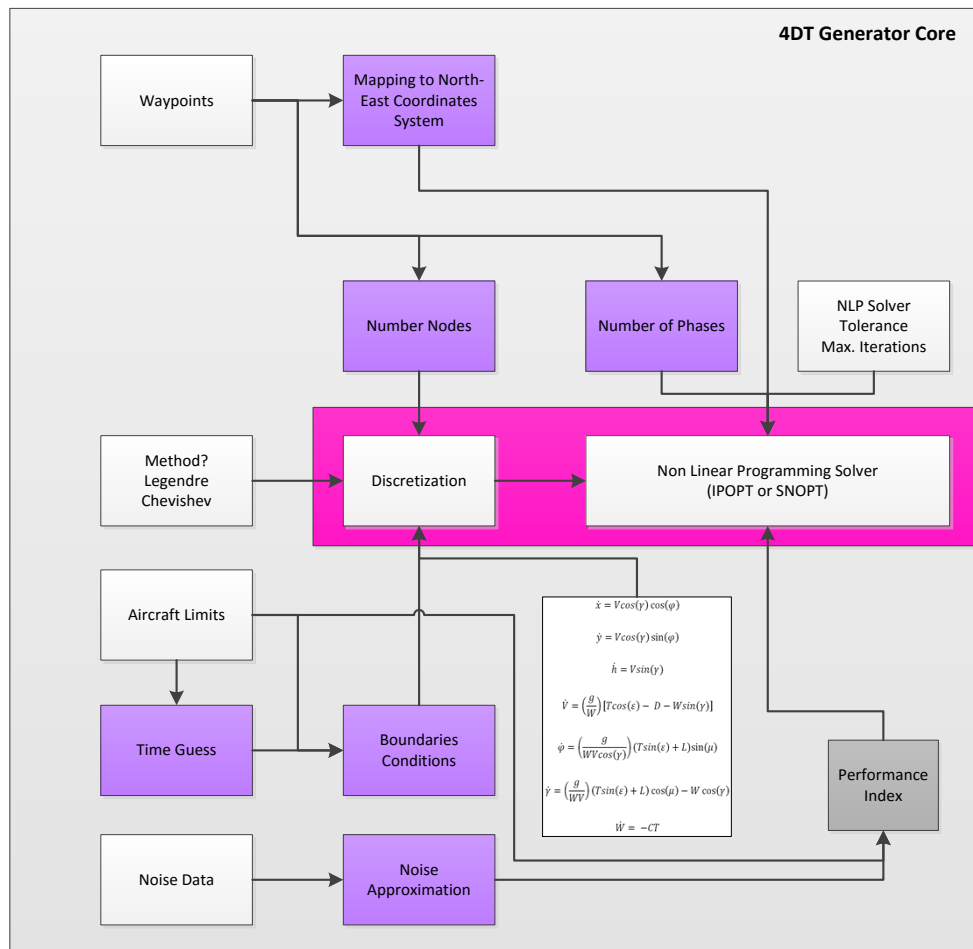 4DT Generator Core
Waypoints
Mapping to North-
East Coordinates
System
Number Nodes
Number of Phases
NLP Solver
Tolerance
Max. Iterations
Method?
Legendre
Chevishev
Discretization
Non Linear Programming Solver
(IPOPT or SNOPT)
Aircraft Limits
Time Guess
Boundaries
Conditions
ẋ = Vcos(γ) cos(φ)
ẏ = Vcos(γ) sin(φ)
ḣ = Vsin(γ)
V̇ = (g/W) [Tcos(ε) − D − Wsin(γ)]
φ̇ = (g/WVcos(γ)) (Tsin(ε) + L)sin(μ)
γ̇ = (g/WV) (Tsin(ε) + L) cos(μ) − W cos(γ)
Ẇ = −CT
Performance
Index
Noise Data
Noise
Approximation